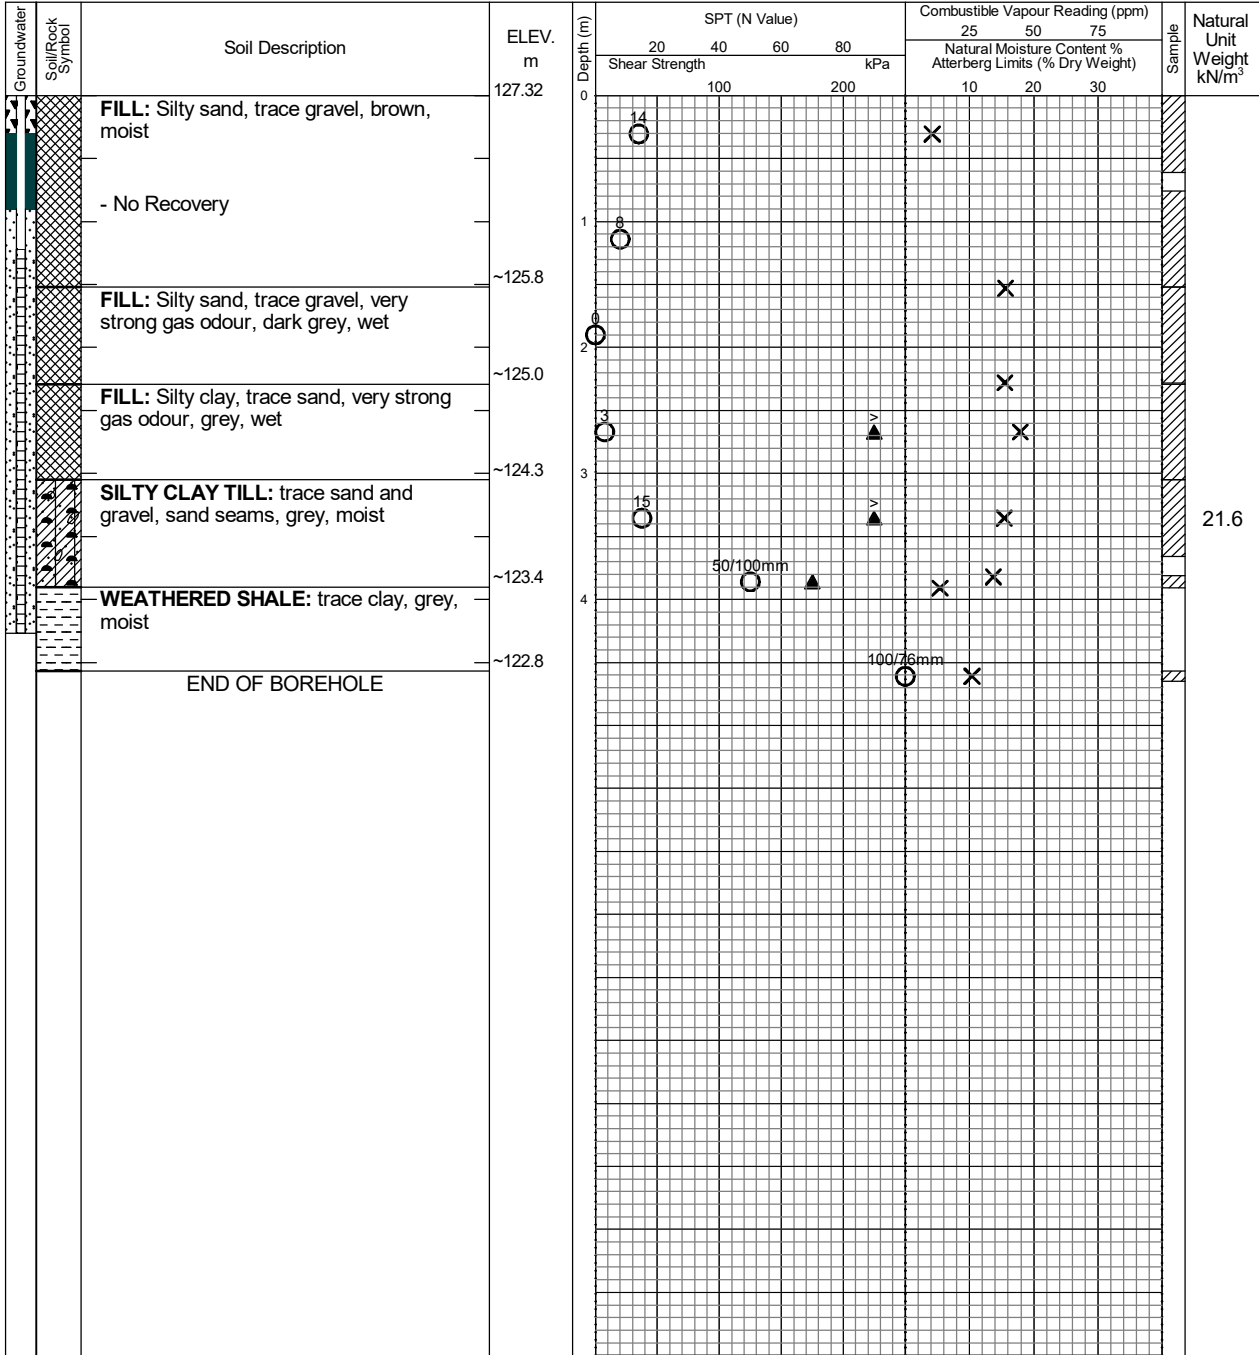 Groundwater
Soil/Rock
Symbol
Soil Description
ELEV.
m
127.32
Depth (m)
SPT (N Value)
20 40 60 80
Shear Strength kPa
100 200
Combustible Vapour Reading (ppm)
25 50 75
Natural Moisture Content %
Atterberg Limits (% Dry Weight)
10 20 30
Sample
Natural
Unit
Weight
kN/m³
0
FILL: Silty sand, trace gravel, brown,
moist
14
- No Recovery
1
8
~125.8
FILL: Silty sand, trace gravel, very
strong gas odour, dark grey, wet
0
2
~125.0
FILL: Silty clay, trace sand, very strong
gas odour, grey, wet
3
>
~124.3
3
SILTY CLAY TILL: trace sand and
gravel, sand seams, grey, moist
15
>
21.6
50/100mm
~123.4
WEATHERED SHALE: trace clay, grey,
moist
4
~122.8
100/76mm
END OF BOREHOLE